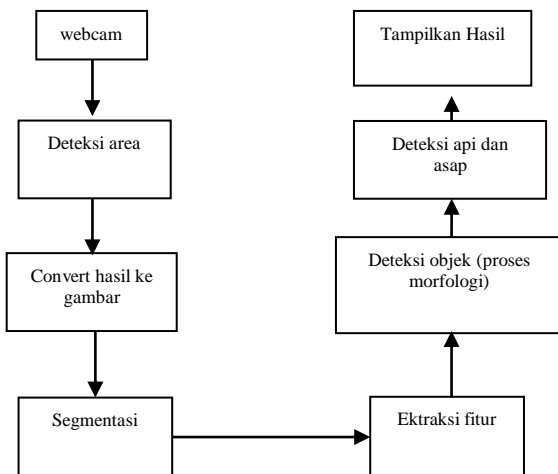 webcam
Deteksi area
Convert hasil ke
gambar
Segmentasi
Ektraksi fitur
Deteksi objek (proses
morfologi)
Deteksi api dan
asap
Tampilkan Hasil